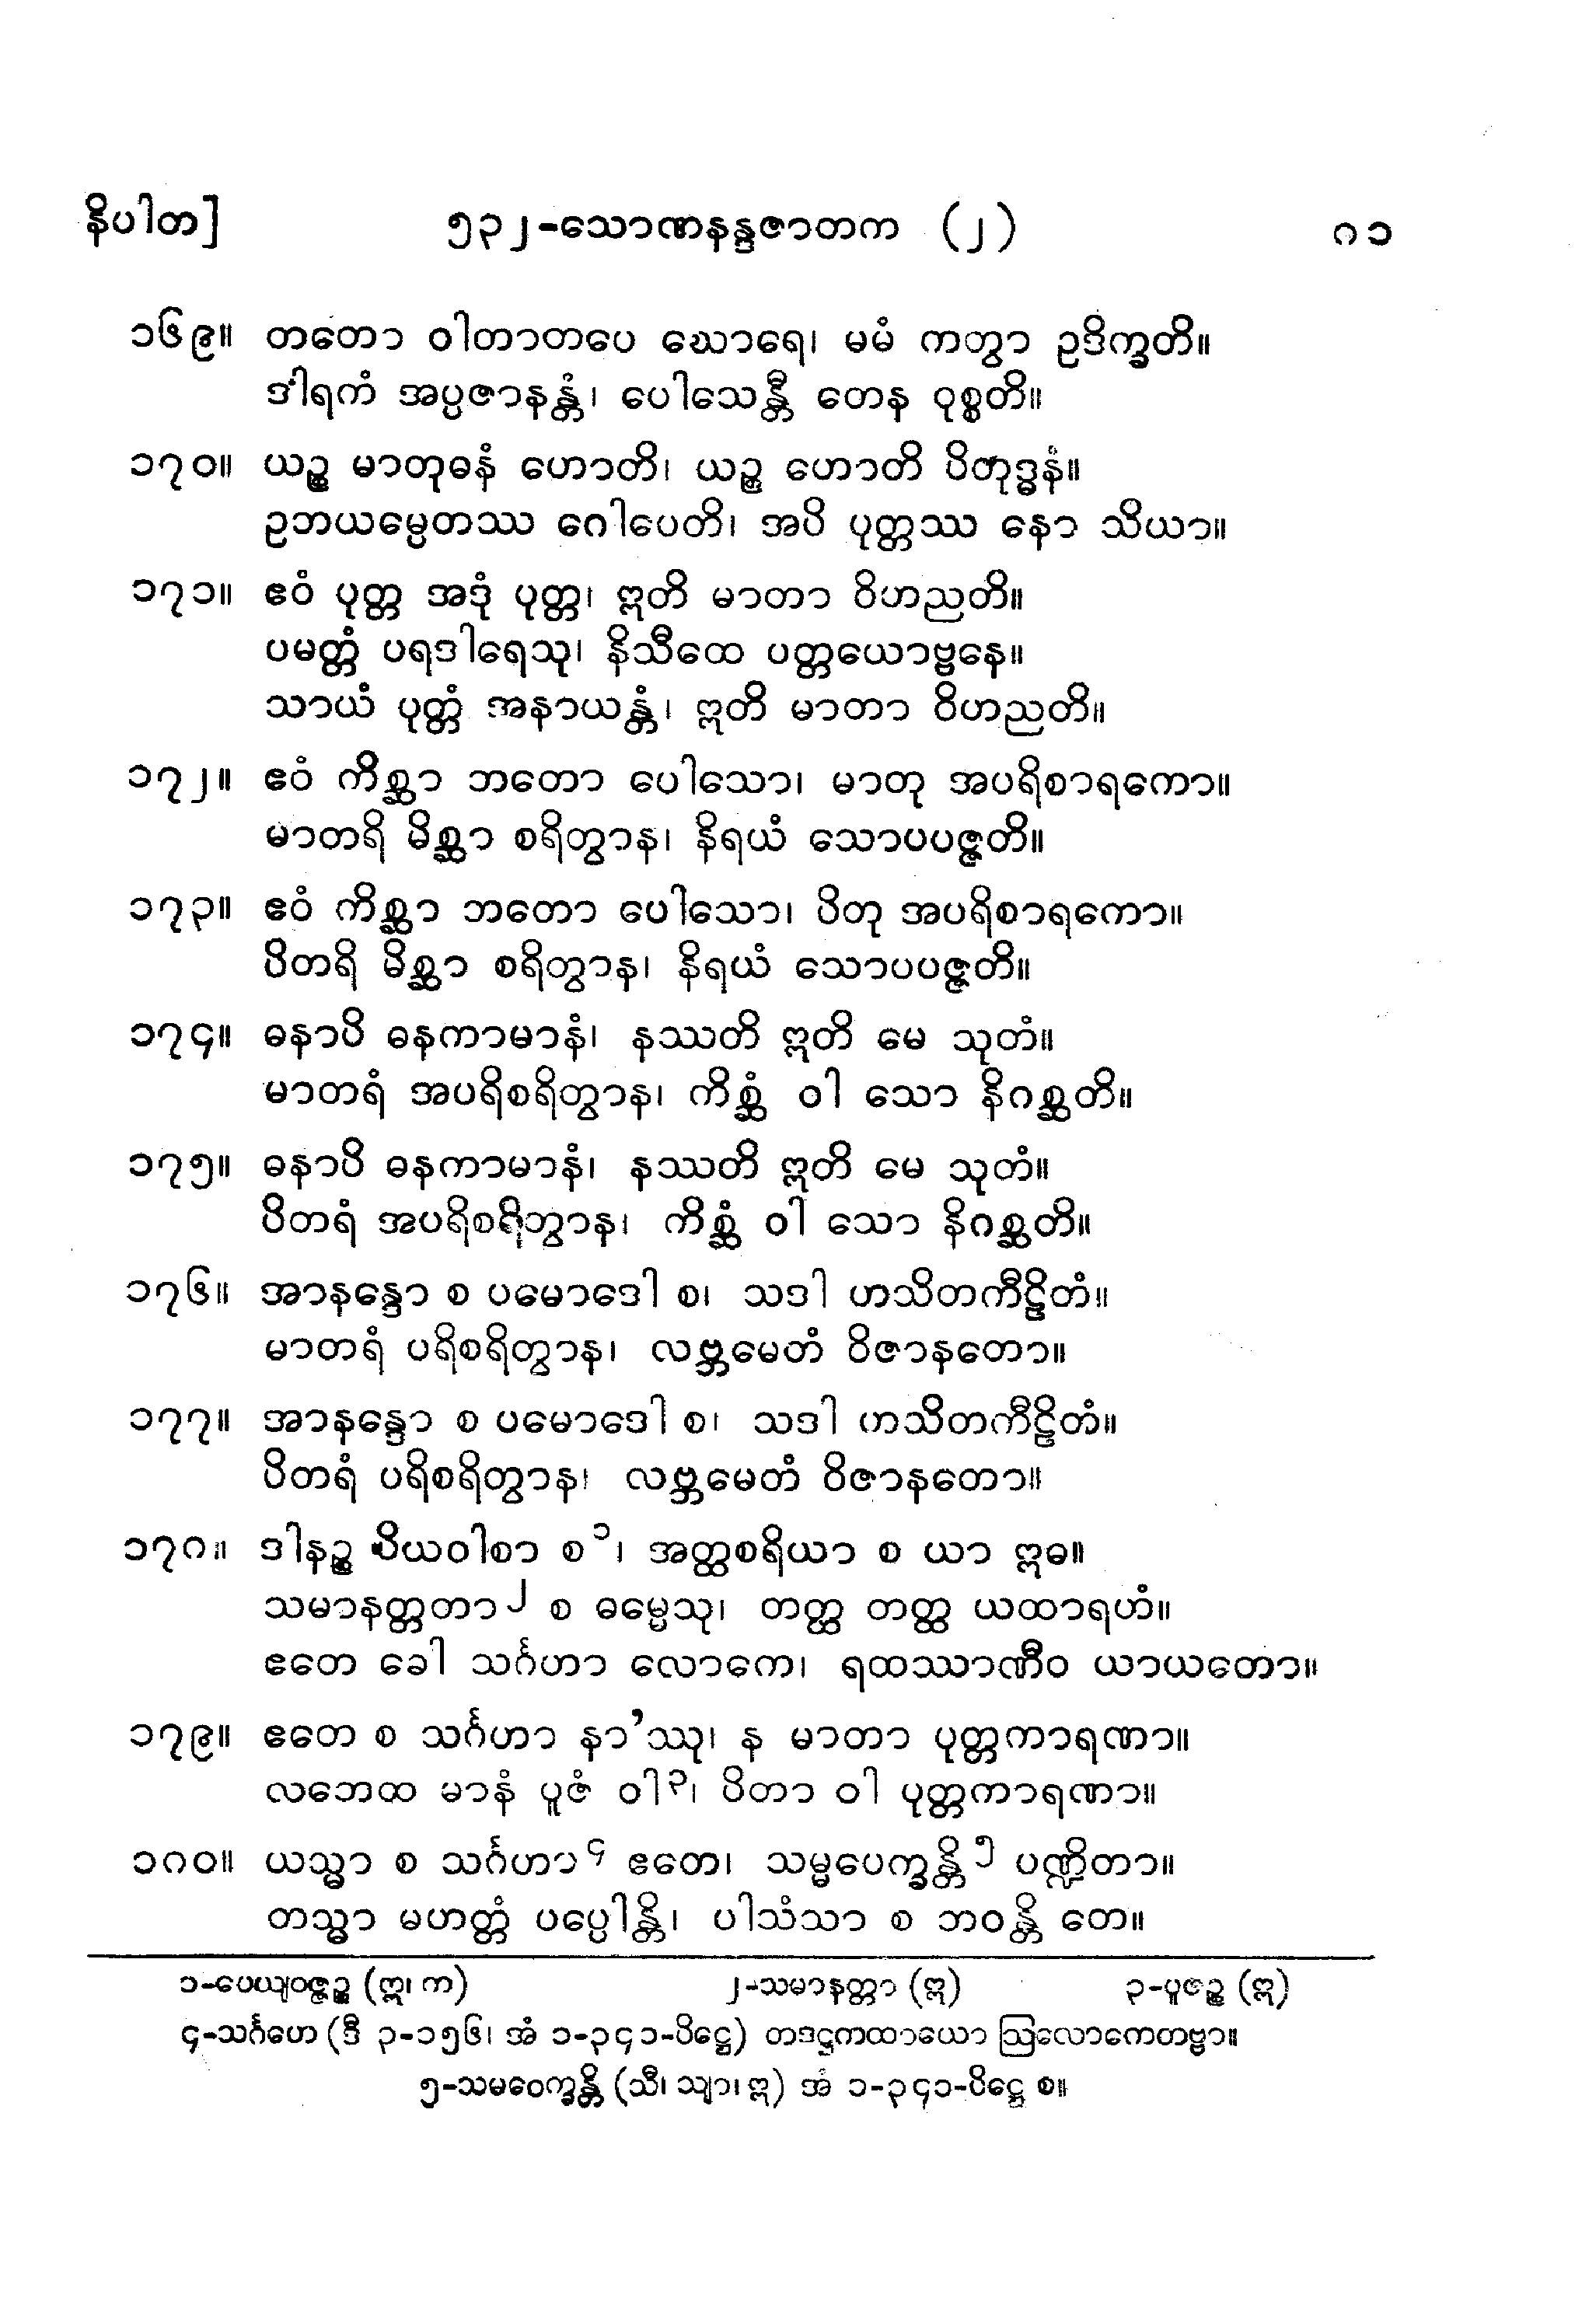 နိပါတ] ၅၃၂-သောဏနန္ဒဇာတက (၂) ၈၁
၁၆၉။ တတော ဝါတာတပေ ဃောရေ၊ မမံ ကတွာ ဥဒိက္ခတိ။
ဒါရကံ အပ္ပဇာနန္တံ၊ ပေါသေန္တီ တေန ဝုစ္စတိ။
၁၇၀။ ယဉ္စ မာတုဓနံ ဟောတိ၊ ယဉ္စ ဟောတိ ပိတုဒ္ဓနံ။
ဥဘယမ္ပေတဿ ဂေါပေတိ၊ အပိ ပုတ္တဿ နော သိယာ။
၁၇၁။ ဧဝံ ပုတ္တ အဒုံ ပုတ္တ၊ ဣတိ မာတာ ဝိဟညတိ။
ပမတ္တံ ပရဒါရေသု၊ နိသီထေ ပတ္တယောဗ္ဗနေ။
သာယံ ပုတ္တံ အနာယန္တံ၊ ဣတိ မာတာ ဝိဟညတိ။
၁၇၂။ ဧဝံ ကိစ္ဆာ ဘတော ပေါသော၊ မာတု အပရိစာရကော။
မာတရိ မိစ္ဆာ စရိတွာန၊ နိရယံ သောပပဇ္ဇတိ။
၁၇၃။ ဧဝံ ကိစ္ဆာ ဘတော ပေါသော၊ ပိတု အပရိစာရကော။
ပိတရိ မိစ္ဆာ စရိတွာန၊ နိရယံ သောပပဇ္ဇတိ။
၁၇၄။ ဓနာပိ ဓနကာမာနံ၊ နဿတိ ဣတိ မေ သုတံ။
မာတရံ အပရိစရိတွာန၊ ကိစ္ဆံ ဝါ သော နိဂစ္ဆတိ။
၁၇၅။ ဓနာပိ ဓနကာမာနံ၊ နဿတိ ဣတိ မေ သုတံ။
ပိတရံ အပရိစရိတွာန၊ ကိစ္ဆံ ဝါ သော နိဂစ္ဆတိ။
၁၇၆။ အာနန္ဒော စ ပမောဒေါ စ၊ သဒါ ဟသိတကီဠိတံ။
မာတရံ ပရိစရိတွာန၊ လဗ္ဘမေတံ ဝိဇာနတော။
၁၇၇။ အာနန္ဒော စ ပမောဒေါ စ၊ သဒါ ဟသိတကီဠိတံ။
ပိတရံ ပရိစရိတွာန၊ လဗ္ဘမေတံ ဝိဇာနတော။
၁၇၈။ ဒါနဉ္စ ပိယဝါစာ စ၁၊ အတ္ထစရိယာ စ ယာ ဣဓ။
သမာနတ္တတာ၂ စ ဓမ္မေသု၊ တတ္ထ တတ္ထ ယထာရဟံ။
ဧတေ ခေါ သင်္ဂဟာ လောကေ၊ ရထဿာဏီဝ ယာယတော။
၁၇၉။ ဧတေ စ သင်္ဂဟာ နာ’ဿု၊ န မာတာ ပုတ္တကာရဏာ။
လဘေထ မာနံ ပူဇံ ဝါ၃၊ ပိတာ ဝါ ပုတ္တကာရဏာ။
၁၈၀။ ယသ္မာ စ သင်္ဂဟာ၄ ဧတေ၊ သမ္မပေက္ခန္တိ၅ ပဏ္ဍိတာ။
တသ္မာ မဟတ္တံ ပပ္ပေါန္တိ၊ ပါသံသာ စ ဘဝန္တိ တေ။
၁-ပေယျဝဇ္ဇဉ္စ (ဣ၊ က) ၂-သမာနတ္တာ (ဣ) ၃-ပူဇဉ္စ (ဣ)
၄-သင်္ဂဟေ (ဒီ ၃-၁၅၆၊ အံ ၁-၃၄၁-ပိဋ္ဌေ) တဒဋ္ဌကထာယော ဩလောကေတဗ္ဗာ။
၅-သမဝေက္ခန္တိ (သီ၊ သျာ၊ ဣ) အံ ၁-၃၄၁-ပိဋ္ဌေ စ။